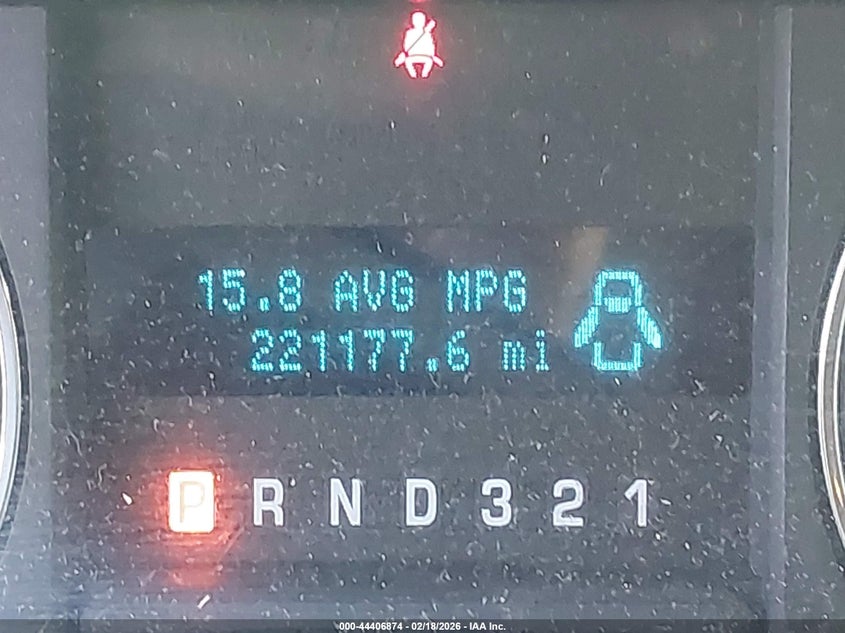 15.8 AVG MPG
221177.6 mi
P R N D 3 2 1
000-44406874 - 02/18/2026 - IAA Inc.